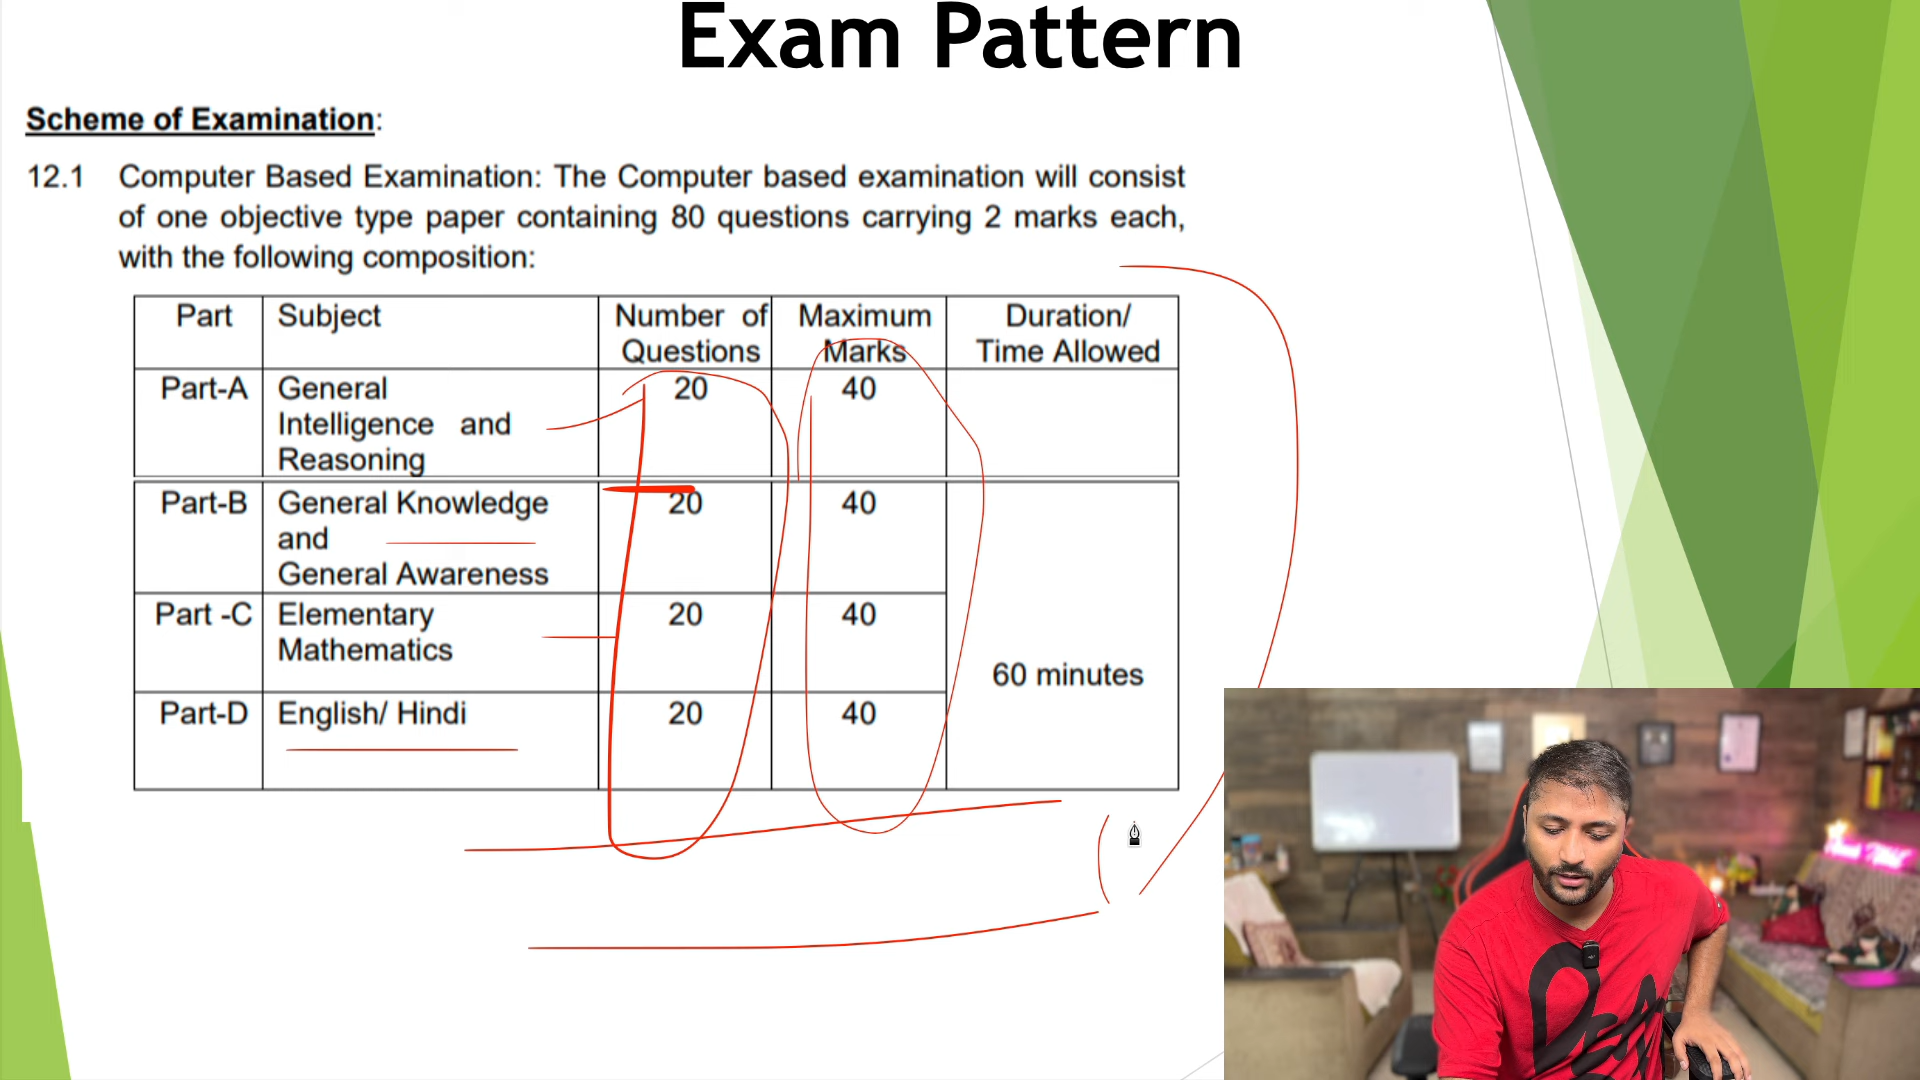 Exam Pattern
Scheme of Examination:
12.1 Computer Based Examination: The Computer based examination will consist
of one objective type paper containing 80 questions carrying 2 marks each,
with the following composition:
Part Subject Number of Questions Maximum Marks Duration/ Time Allowed
Part-A General Intelligence and Reasoning 20 40
Part-B General Knowledge and General Awareness 20 40
Part -C Elementary Mathematics 20 40
60 minutes
Part-D English/ Hindi 20 40